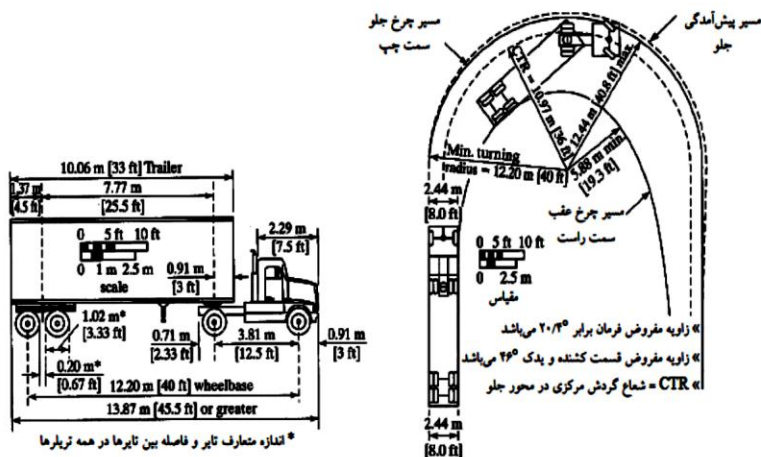 10.06 m [33 ft] Trailer
1.37 m
[4.5 ft]
7.77 m
[25.5 ft]
2.29 m
[7.5 ft]
0 5 ft 10 ft
0 1 m 2.5 m
scale
0.91 m
[3 ft]
1.02 m*
[3.33 ft]
0.71 m
[2.33 ft]
3.81 m
[12.5 ft]
0.91 m
[3 ft]
0.20 m*
[0.67 ft]
12.20 m [40 ft] wheelbase
13.87 m [45.5 ft] or greater
* اندازه متعارف تایر و فاصله بین تایرها در همه تریلرها
مسیر چرخ جلو
سمت چپ
مسیر پیش‌آمدگی
جلو
CTR = 10.97 m [36 ft]
12.44 m [40.8 ft] max.
Min. turning
radius = 12.20 m [40 ft]
5.88 m min.
[19.3 ft]
2.44 m
[8.0 ft]
مسیر چرخ عقب
سمت راست
0 5 ft 10 ft
0 2.5 m
مقیاس
» زاویه مفروض فرمان برابر ۲۰/۴° می‌باشد
» زاویه مفروض قسمت کشنده و یدک ۴۶° می‌باشد
» CTR = شعاع گردش مرکزی در محور جلو
2.44 m
[8.0 ft]